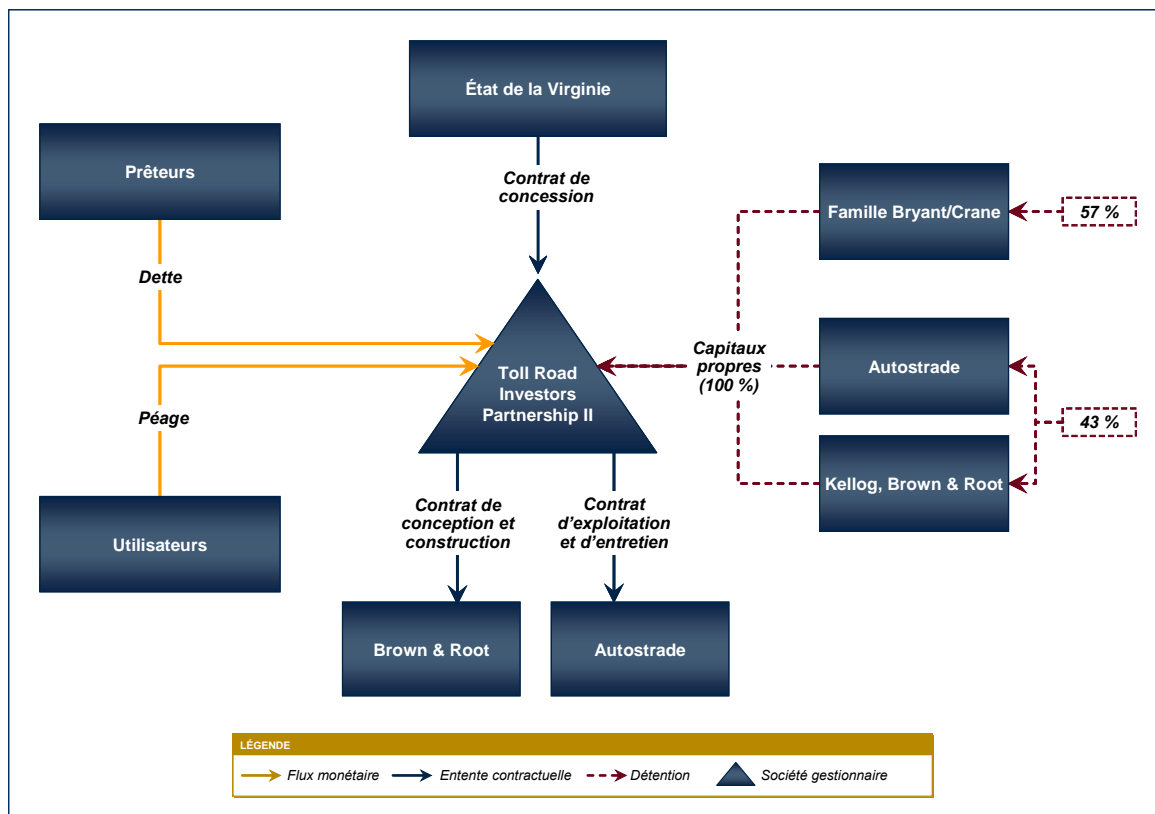 État de la Virginie
Prêteurs
Contrat de
concession
Famille Bryant/Crane
57 %
Dette
Toll Road
Investors
Partnership II
Capitaux
propres
(100 %)
Autostrade
Péage
43 %
Kellog, Brown & Root
Utilisateurs
Contrat de
conception et
construction
Contrat
d'exploitation
et d'entretien
Brown & Root
Autostrade
LÉGENDE
Flux monétaire
Entente contractuelle
Détention
Société gestionnaire